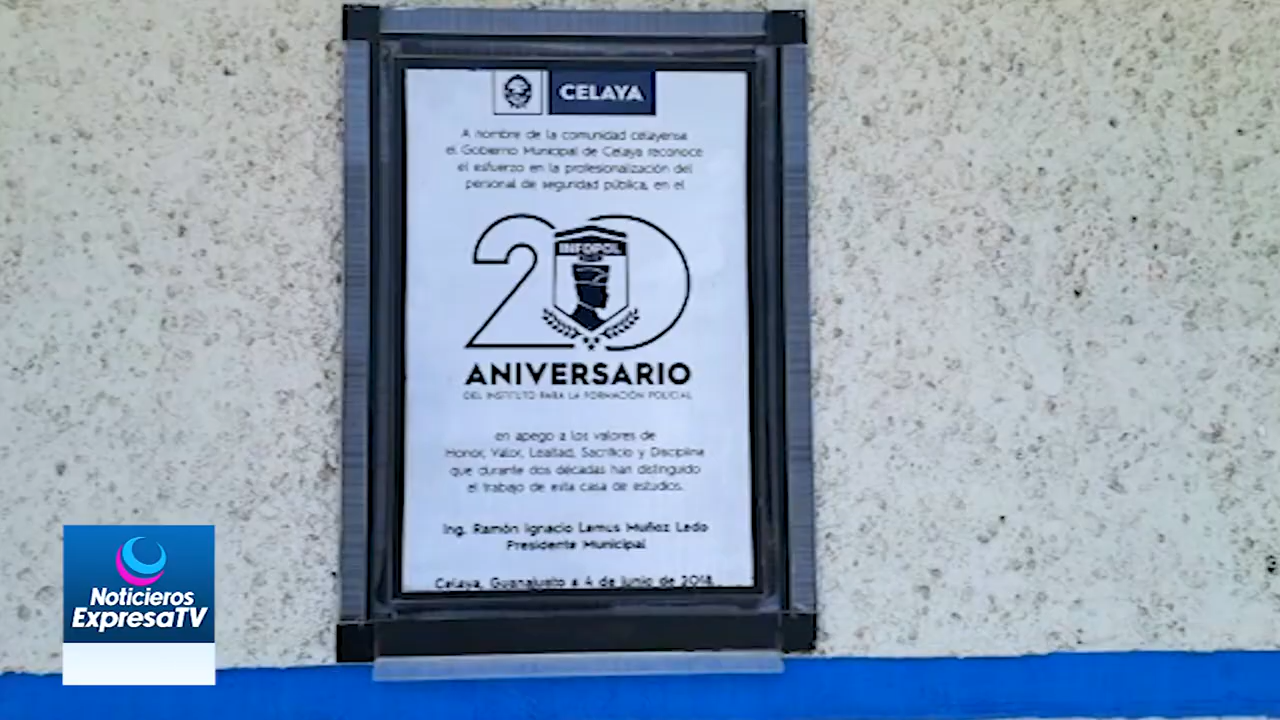 CELAYA
A nombre de la comunidad celayense
el Gobierno Municipal de Celaya reconoce
el esfuerzo en la profesionalización del
personal de seguridad pública, en el
20
INFOPOL
ANIVERSARIO
DEL INSTITUTO PARA LA FORMACIÓN POLICIAL
en apego a los valores de
Honor, Valor, Lealtad, Sacrificio y Disciplina
que durante dos décadas han distinguido
el trabajo de esta casa de estudios.
Ing. Ramón Ignacio Lemus Muñoz Ledo
Presidente Municipal
Celaya, Guanajuato a 4 de junio de 2018.
Noticieros
ExpresaTV